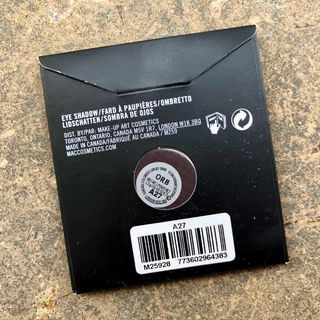 EYE SHADOW/FARD À PAUPIÈRES/OMBRETTO
LIDSCHATTEN/SOMBRA DE OJOS
DIST. BY/PAR: MAKE-UP ART COSMETICS
TORONTO, ONTARIO, CANADA M5V 1R7, LONDON W1K 3BQ
IN CANADA/FABRIQUÉ AU CANADA / M259
MACCOSMETICS.COM
ORB
A27
A27
M25928 773602964383